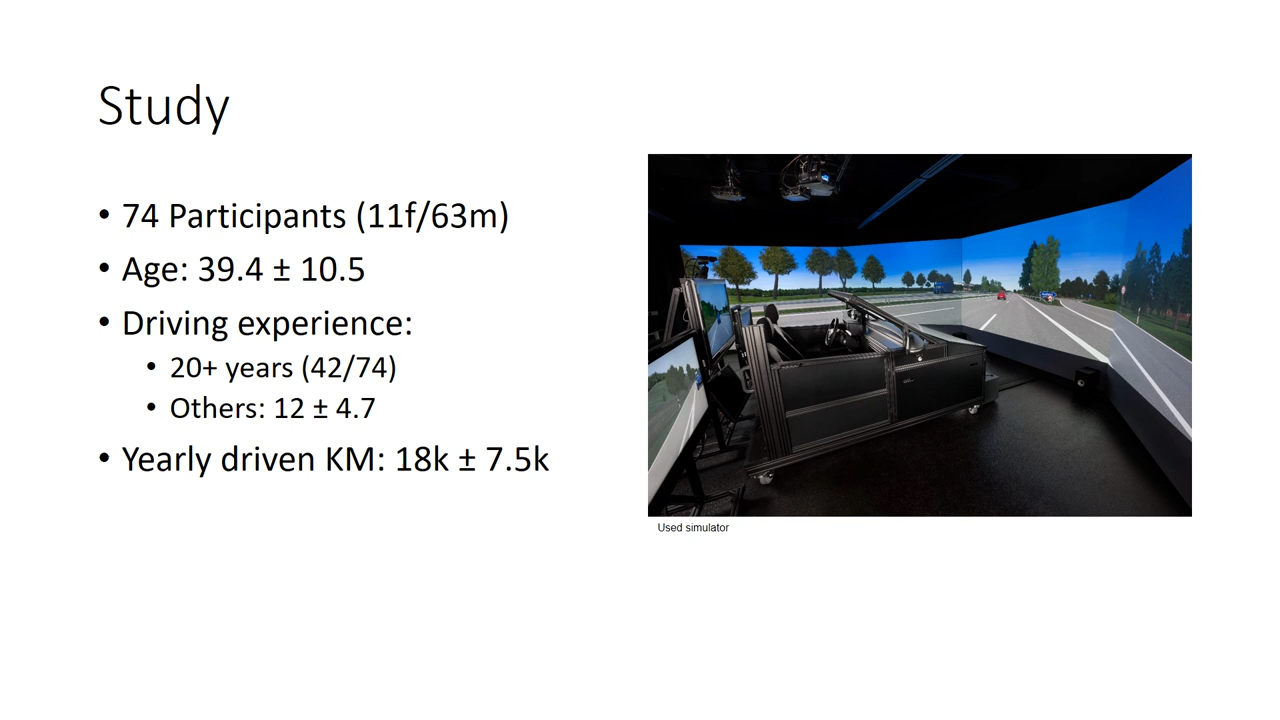 Study
• 74 Participants (11f/63m)
• Age: 39.4 ± 10.5
• Driving experience:
• 20+ years (42/74)
• Others: 12 ± 4.7
• Yearly driven KM: 18k ± 7.5k
Used simulator